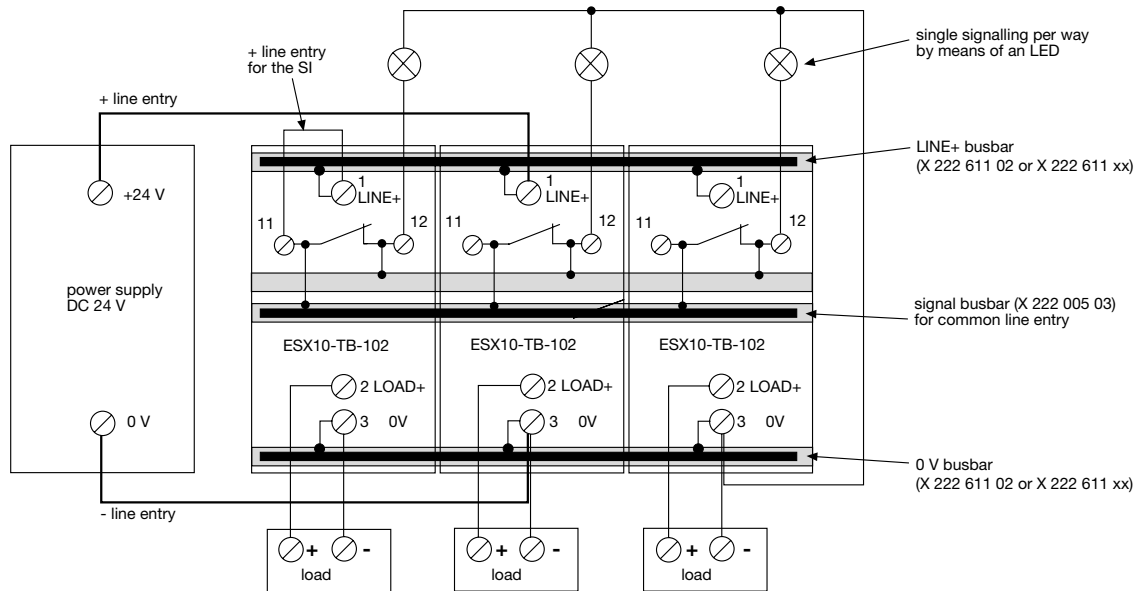 single signalling per way
by means of an LED
+ line entry
for the SI
+ line entry
LINE+ busbar
(X 222 611 02 or X 222 611 xx)
+24 V
1
LINE+
1
LINE+
1
LINE+
11
12
11
12
11
12
power supply
DC 24 V
signal busbar (X 222 005 03)
for common line entry
ESX10-TB-102
ESX10-TB-102
ESX10-TB-102
2 LOAD+
2 LOAD+
2 LOAD+
0 V
3 0V
3 0V
3 0V
0 V busbar
(X 222 611 02 or X 222 611 xx)
- line entry
+ -
load
+ -
load
+ -
load